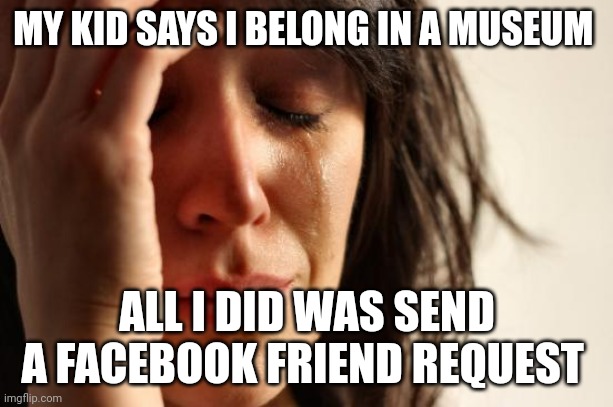 MY KID SAYS I BELONG IN A MUSEUM
ALL I DID WAS SEND
A FACEBOOK FRIEND REQUEST
imgflip.com